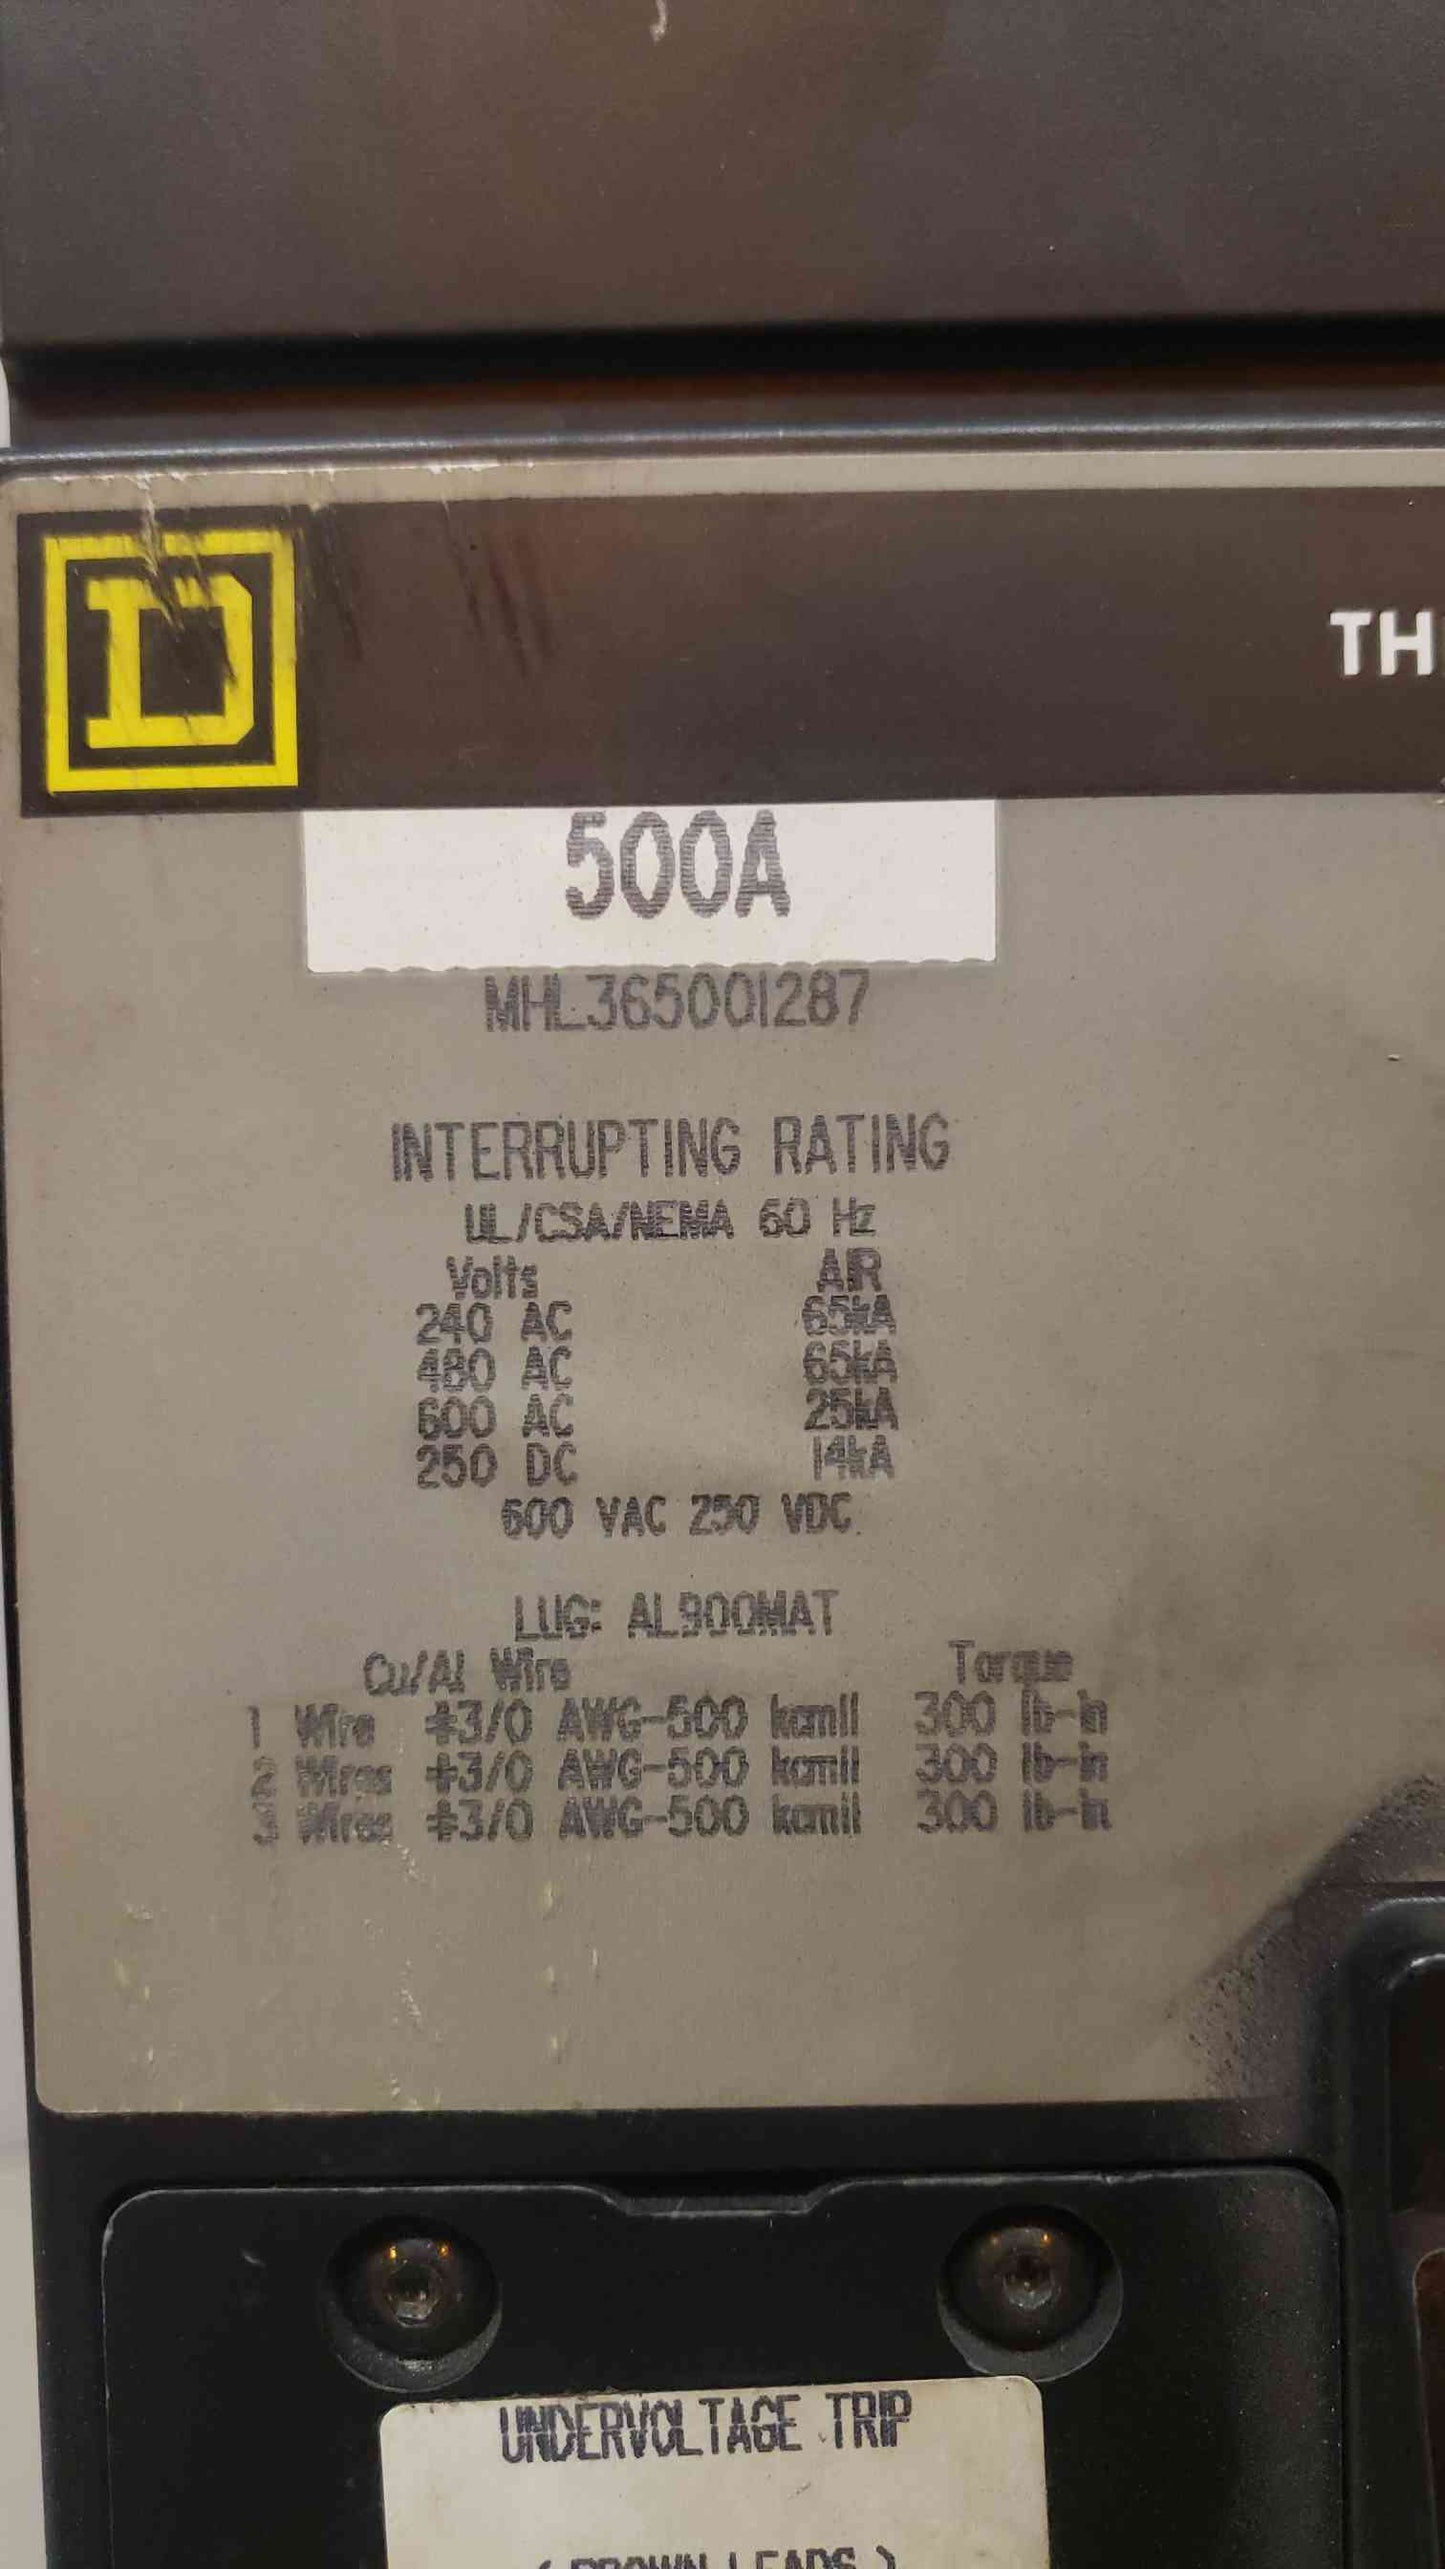 D
TH
500A
MHL365001287
INTERRUPTING RATING
UL/CSA/NEMA 60 Hz
Volts AIR
240 AC 65kA
480 AC 65kA
600 AC 25kA
250 DC 14kA
600 VAC 250 VDC
LUG: AL900MAT
Cu/Al Wire Torque
1 Wire #3/0 AWG-500 kcmil 300 lb-in
2 Wires #3/0 AWG-500 kcmil 300 lb-in
3 Wires #3/0 AWG-500 kcmil 300 lb-in
UNDERVOLTAGE TRIP
( BROWN LEADS )